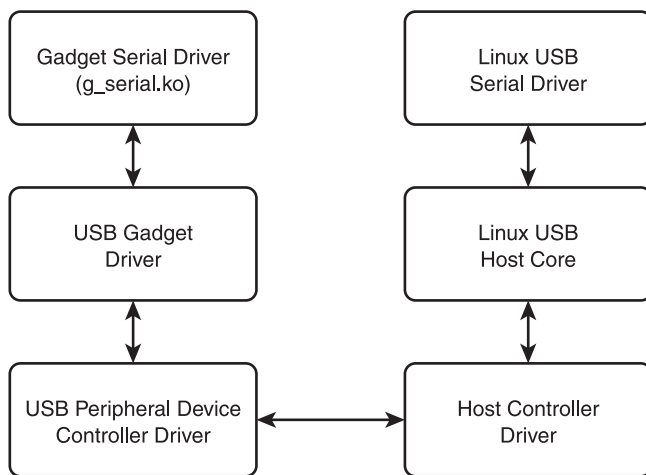 Gadget Serial Driver
(g_serial.ko)
Linux USB
Serial Driver
USB Gadget
Driver
Linux USB
Host Core
USB Peripheral Device
Controller Driver
Host Controller
Driver